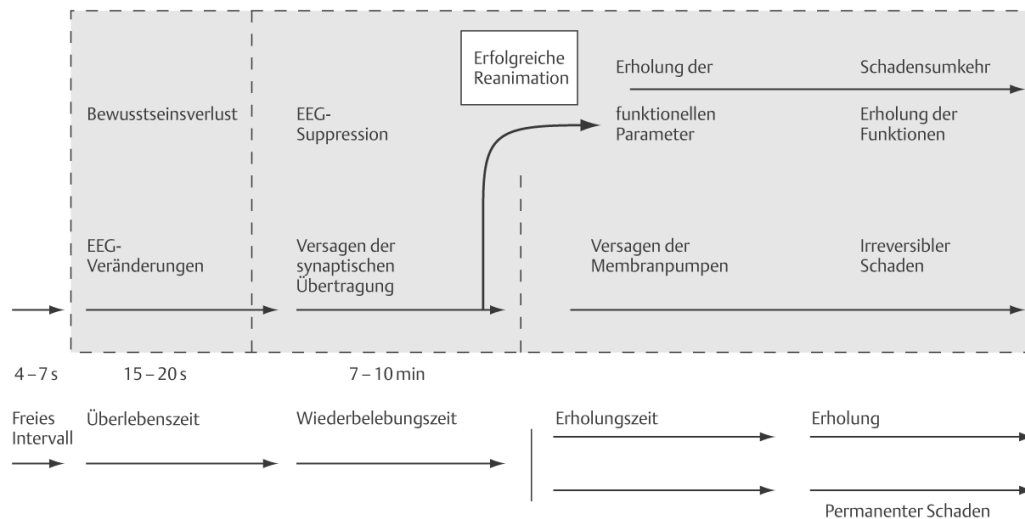 Erfolgreiche
Reanimation
Erholung der
Schadensumkehr
Bewusstseinsverlust
EEG-
Suppression
funktionellen
Parameter
Erholung der
Funktionen
EEG-
Veränderungen
Versagen der
synaptischen
Übertragung
Versagen der
Membranpumpen
Irreversibler
Schaden
4 – 7 s
15 – 20 s
7 – 10 min
Freies
Intervall
Überlebenszeit
Wiederbelebungszeit
Erholungszeit
Erholung
Permanenter Schaden